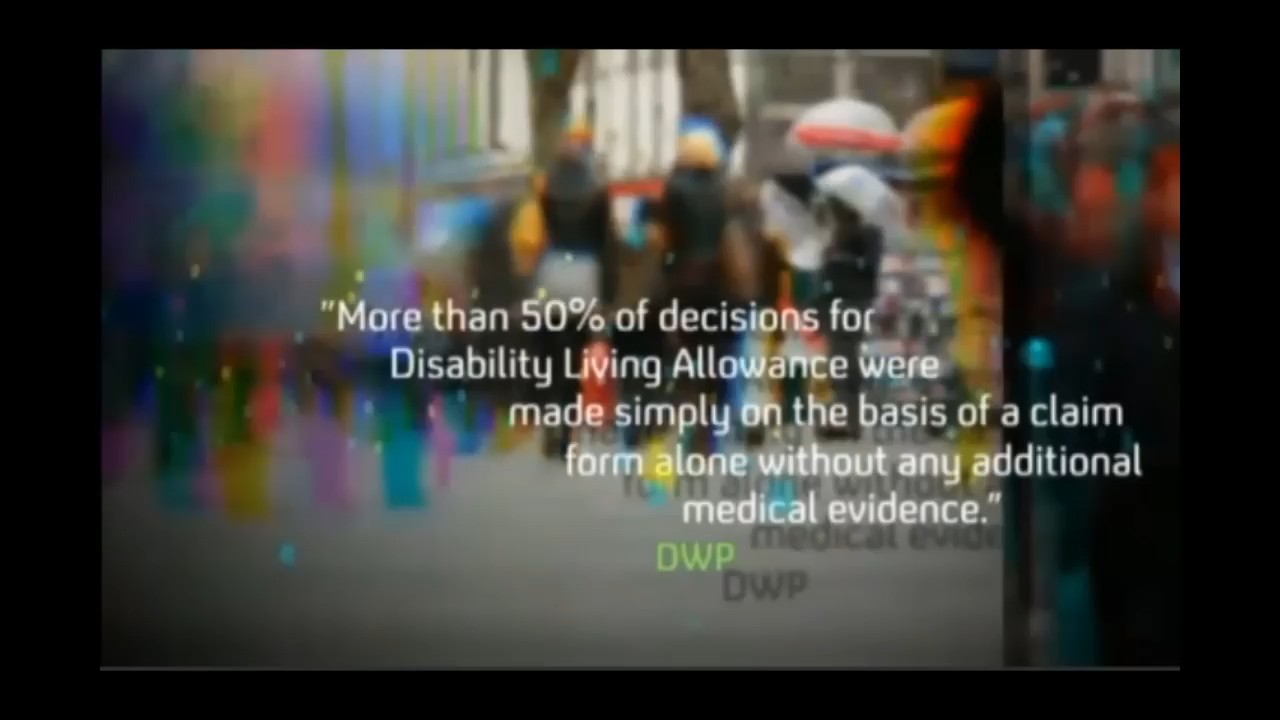 "More than 50% of decisions for
Disability Living Allowance were
made simply on the basis of a claim
form alone without any additional
medical evidence."
DWP